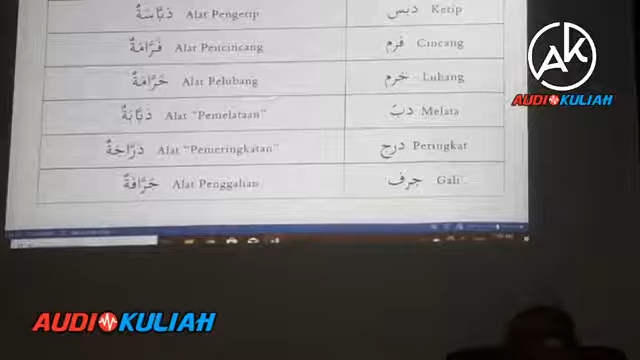 دَبَّاسَةٌ Alat Pengetip دبس Ketip
فَرَّامَةٌ Alat Pencincang فرم Cincang
خَرَّامَةٌ Alat Pelubang خرم Lubang
دَبَّابَةٌ Alat "Pemelataan" دبّ Melata
دَرَّاجَةٌ Alat "Pemeringkatan" درج Peringkat
جَرَّافَةٌ Alat Penggalian جرف Gali
AK
AUDIOKULIAH
AUDIOKULIAH